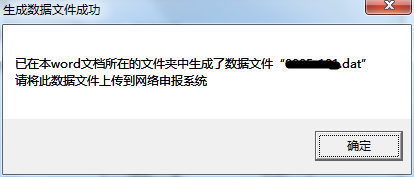 生成数据文件成功
已在本word文档所在的文件夹中生成了数据文件“.dat”
请将此数据文件上传到网络申报系统
确定